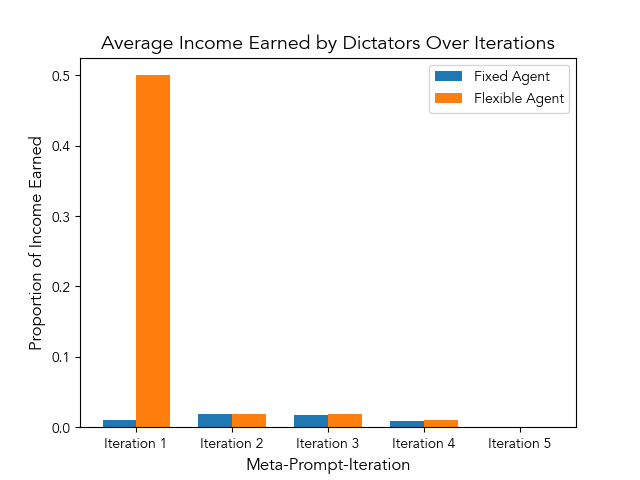 Average Income Earned by Dictators Over Iterations
Fixed Agent
Flexible Agent
Proportion of Income Earned
0.5
0.4
0.3
0.2
0.1
0.0
Iteration 1 Iteration 2 Iteration 3 Iteration 4 Iteration 5
Meta-Prompt-Iteration